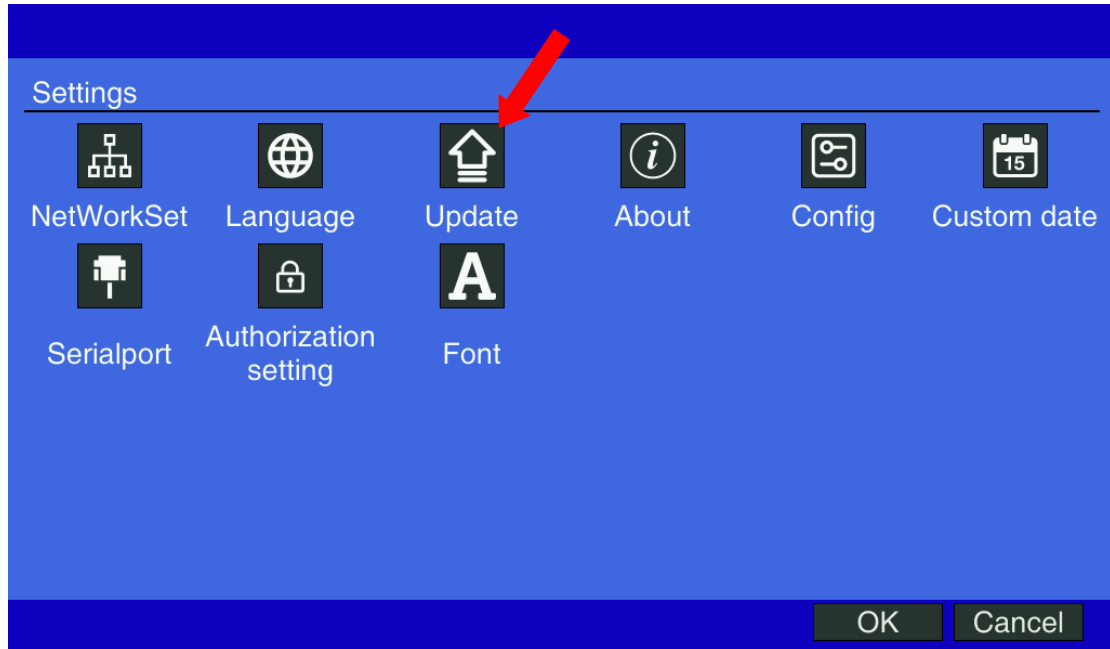 Settings
NetWorkSet Language Update About Config Custom date
15
Serialport Authorization setting Font
OK Cancel